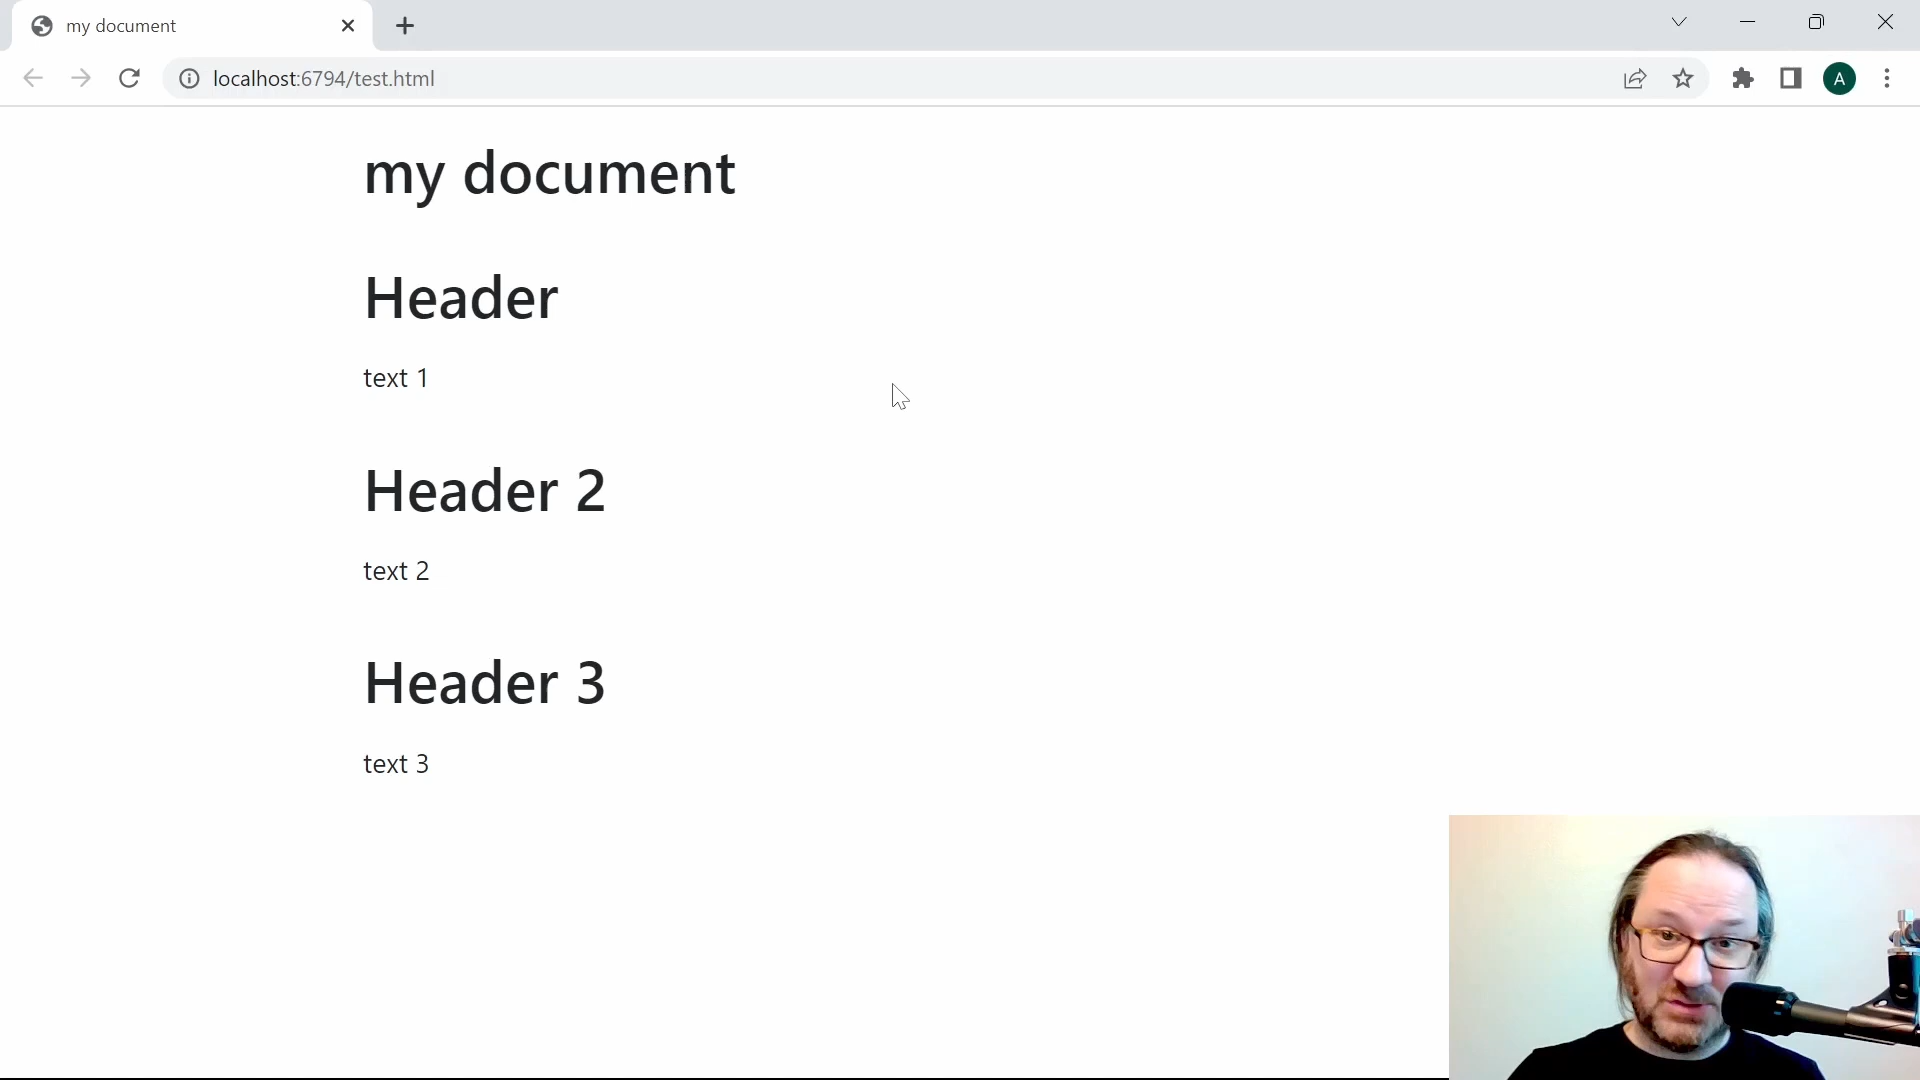 my document
localhost:6794/test.html
A
my document
Header
text 1
Header 2
text 2
Header 3
text 3